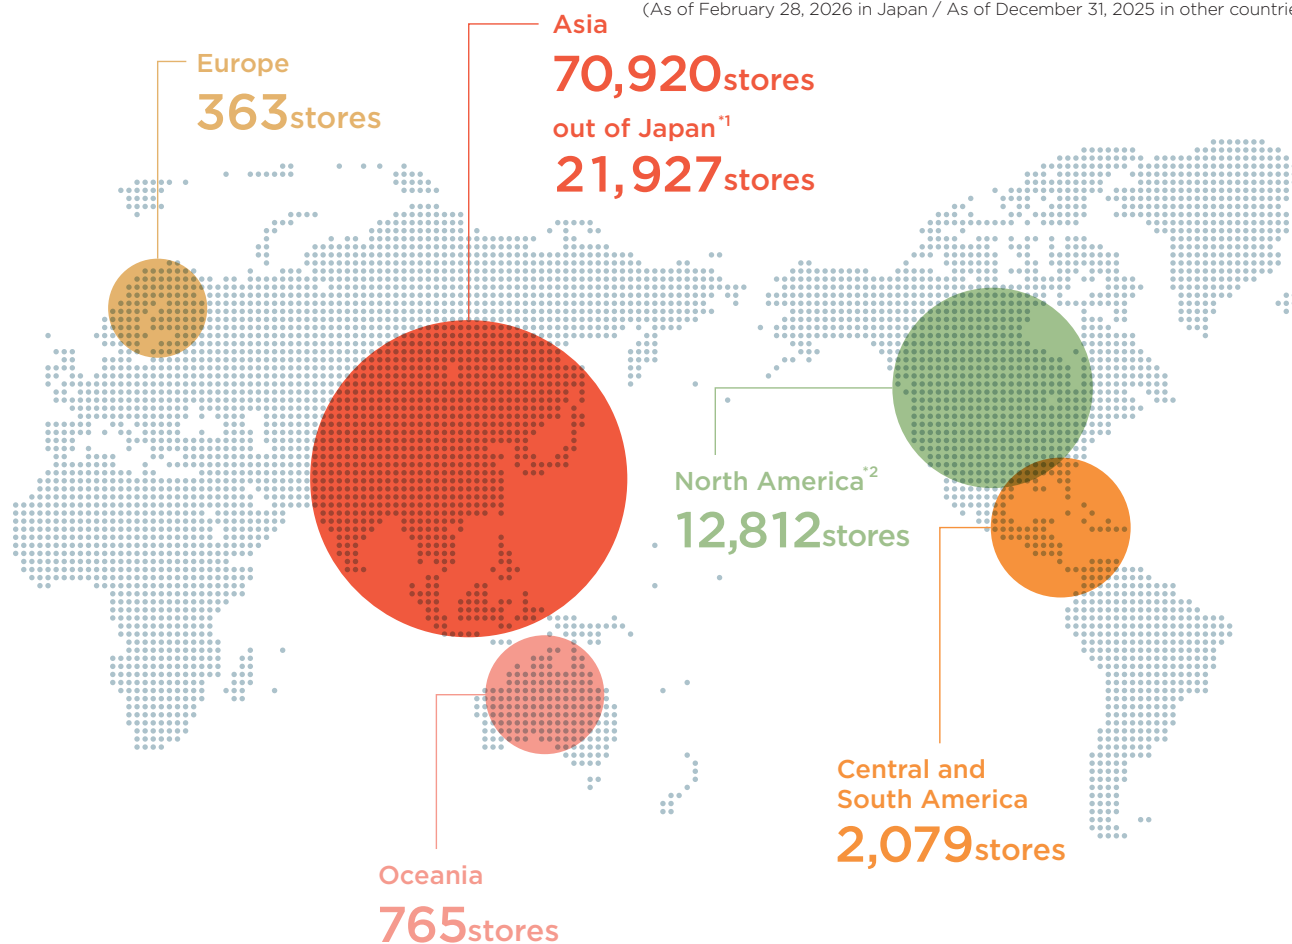 (As of February 28, 2026 in Japan / As of December 31, 2025 in other
Asia
70,920stores
out of Japan*1
21,927stores
Europe
363stores
North America*2
12,812stores
Central and
South America
2,079stores
Oceania
765stores